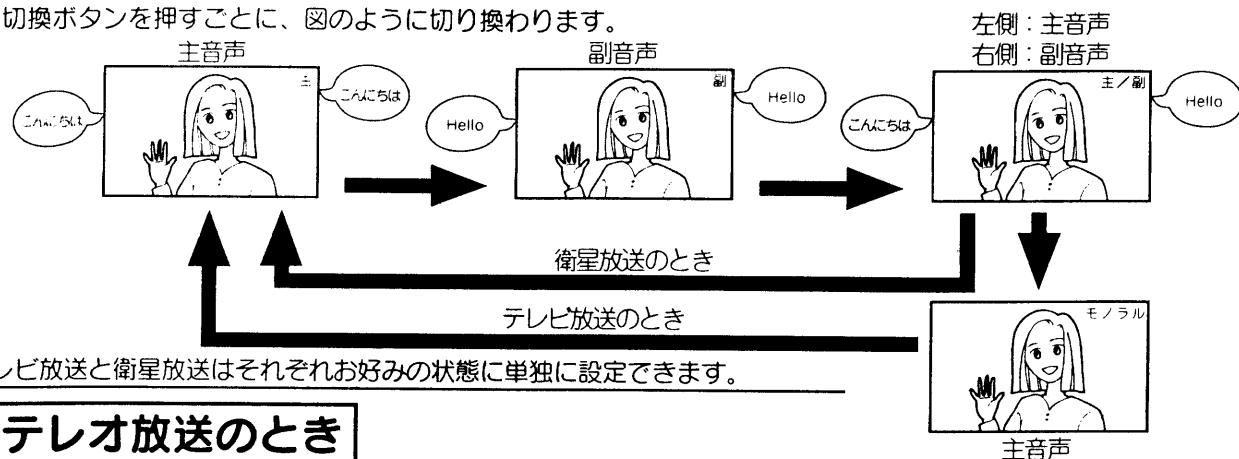 切換ボタンを押すごとに、図のように切り換わります。
主音声
副音声
左側：主音声
右側：副音声
主
こんにちは
こんにちは
副
Hello
Hello
主／副
こんにちは
Hello
衛星放送のとき
テレビ放送のとき
モノラル
主音声
レビ放送と衛星放送はそれぞれお好みの状態に単独に設定できます。
テレオ放送のとき